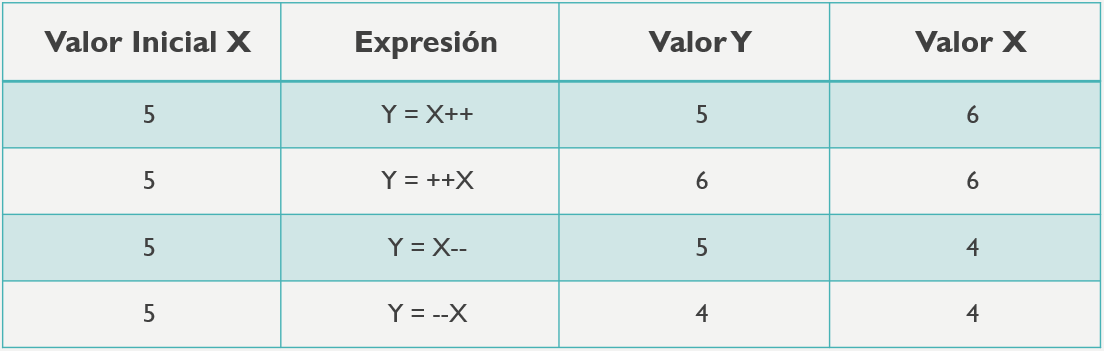 Valor Inicial X Expresión Valor Y Valor X
5 Y = X++ 5 6
5 Y = ++X 6 6
5 Y = X-- 5 4
5 Y = --X 4 4